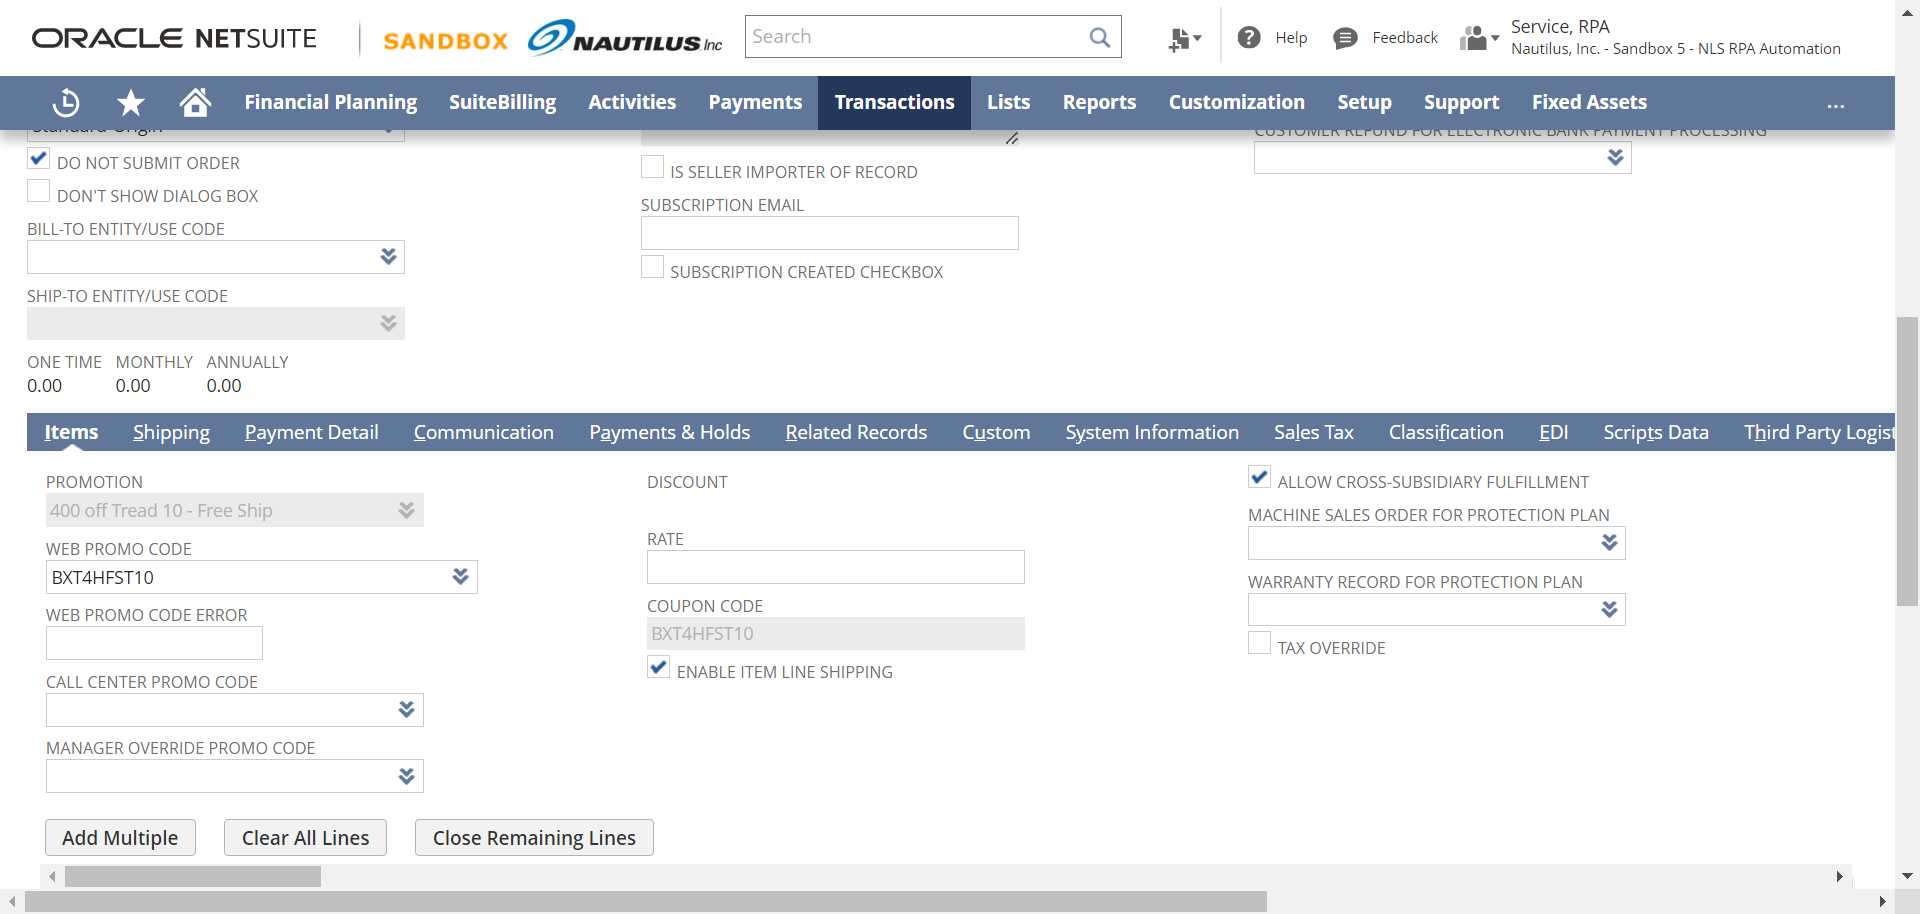 ORACLE NETSUITE
SANDBOX
NAUTILUS Inc
Search
Help
Feedback
Service, RPA
Nautilus, Inc. - Sandbox 5 - NLS RPA Automation
Financial Planning
SuiteBilling
Activities
Payments
Transactions
Lists
Reports
Customization
Setup
Support
Fixed Assets
...
Standard Origin
DO NOT SUBMIT ORDER
DON'T SHOW DIALOG BOX
BILL-TO ENTITY/USE CODE
SHIP-TO ENTITY/USE CODE
ONE TIME MONTHLY ANNUALLY
0.00 0.00 0.00
IS SELLER IMPORTER OF RECORD
SUBSCRIPTION EMAIL
SUBSCRIPTION CREATED CHECKBOX
CUSTOMER REFUND FOR ELECTRONIC BANK PAYMENT PROCESSING
Items
Shipping
Payment Detail
Communication
Payments & Holds
Related Records
Custom
System Information
Sales Tax
Classification
EDI
Scripts Data
Third Party Logist
PROMOTION
400 off Tread 10 - Free Ship
WEB PROMO CODE
BXT4HFST10
WEB PROMO CODE ERROR
CALL CENTER PROMO CODE
MANAGER OVERRIDE PROMO CODE
DISCOUNT
RATE
COUPON CODE
BXT4HFST10
ENABLE ITEM LINE SHIPPING
ALLOW CROSS-SUBSIDIARY FULFILLMENT
MACHINE SALES ORDER FOR PROTECTION PLAN
WARRANTY RECORD FOR PROTECTION PLAN
TAX OVERRIDE
Add Multiple
Clear All Lines
Close Remaining Lines